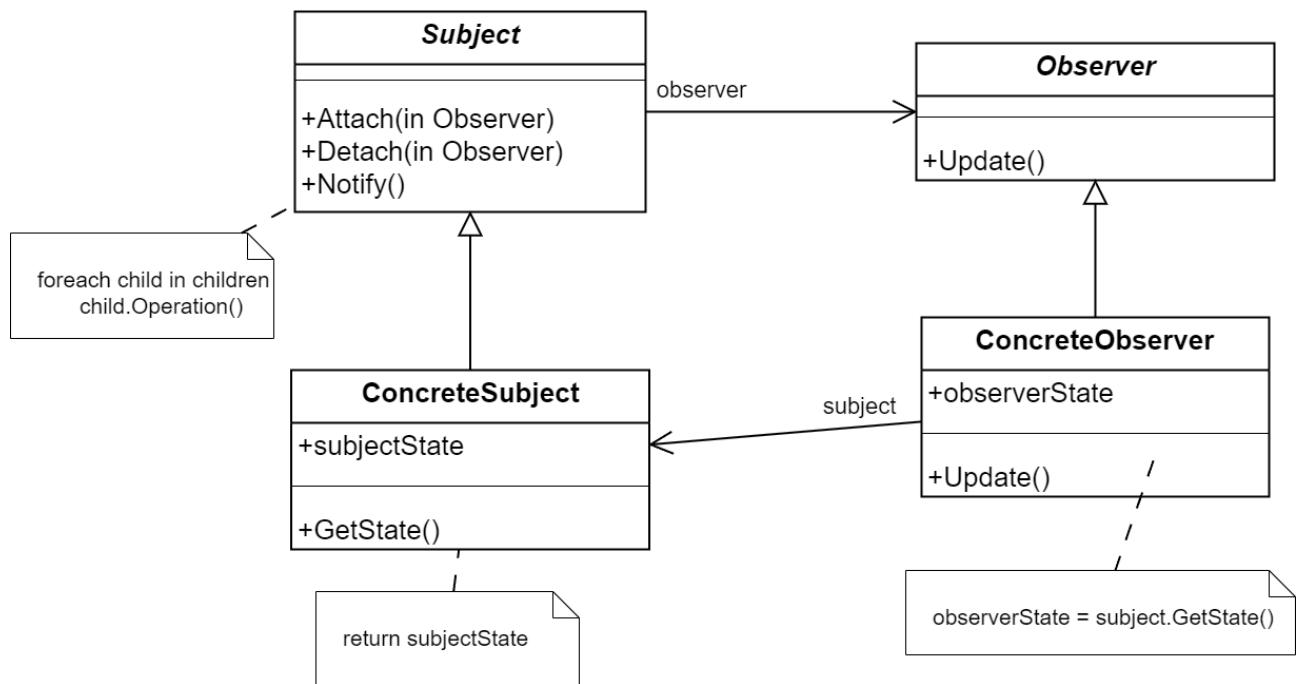 Subject
+Attach(in Observer)
+Detach(in Observer)
+Notify()
observer
Observer
+Update()
foreach child in children
child.Operation()
ConcreteSubject
+subjectState
+GetState()
subject
ConcreteObserver
+observerState
+Update()
return subjectState
observerState = subject.GetState()